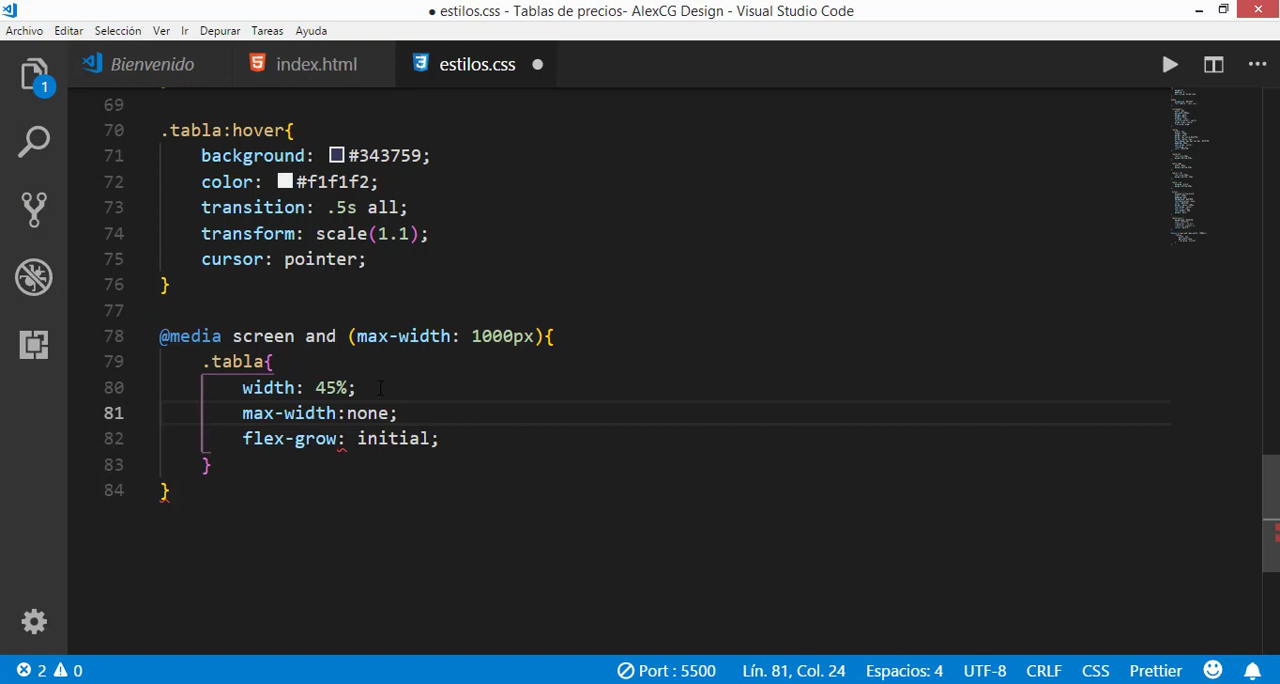 ● estilos.css - Tablas de precios- AlexCG Design - Visual Studio Code
Archivo Editar Selección Ver Ir Depurar Tareas Ayuda
1
Bienvenido index.html estilos.css ●
69
70 .tabla:hover{
71 background: #343759;
72 color: #f1f1f2;
73 transition: .5s all;
74 transform: scale(1.1);
75 cursor: pointer;
76 }
77
78 @media screen and (max-width: 1000px){
79 .tabla{
80 width: 45%;
81 max-width:none;
82 flex-grow: initial;
83 }
84 }
2 0 Port : 5500 Lín. 81, Col. 24 Espacios: 4 UTF-8 CRLF CSS Prettier